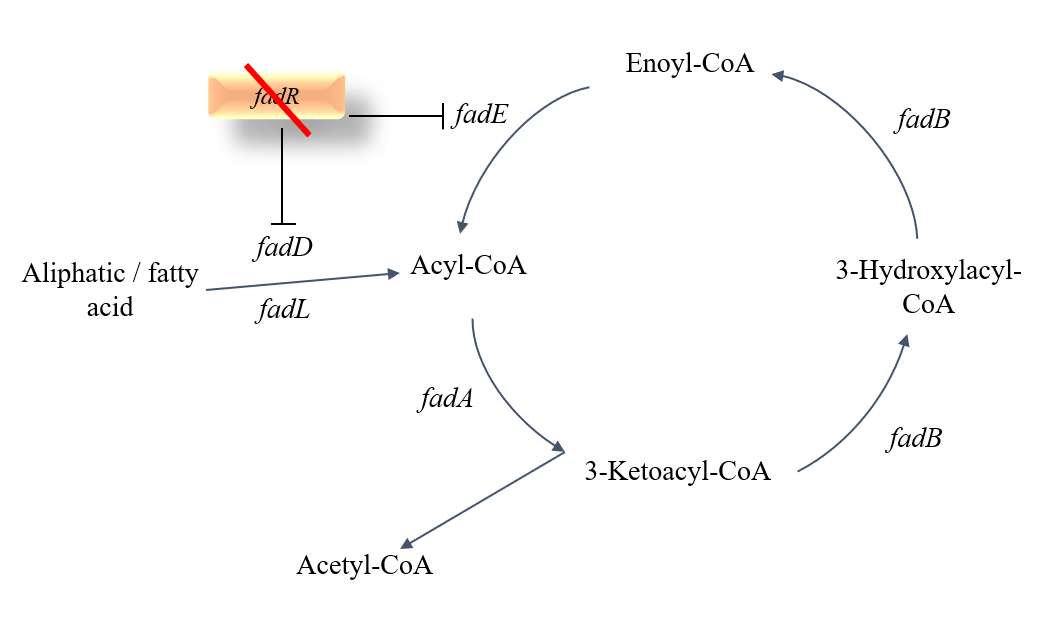 Enoyl-CoA
fadR
fadE
fadB
fadD
Aliphatic / fatty
acid
Acyl-CoA
3-Hydroxylacyl-
CoA
fadL
fadA
fadB
3-Ketoacyl-CoA
Acetyl-CoA